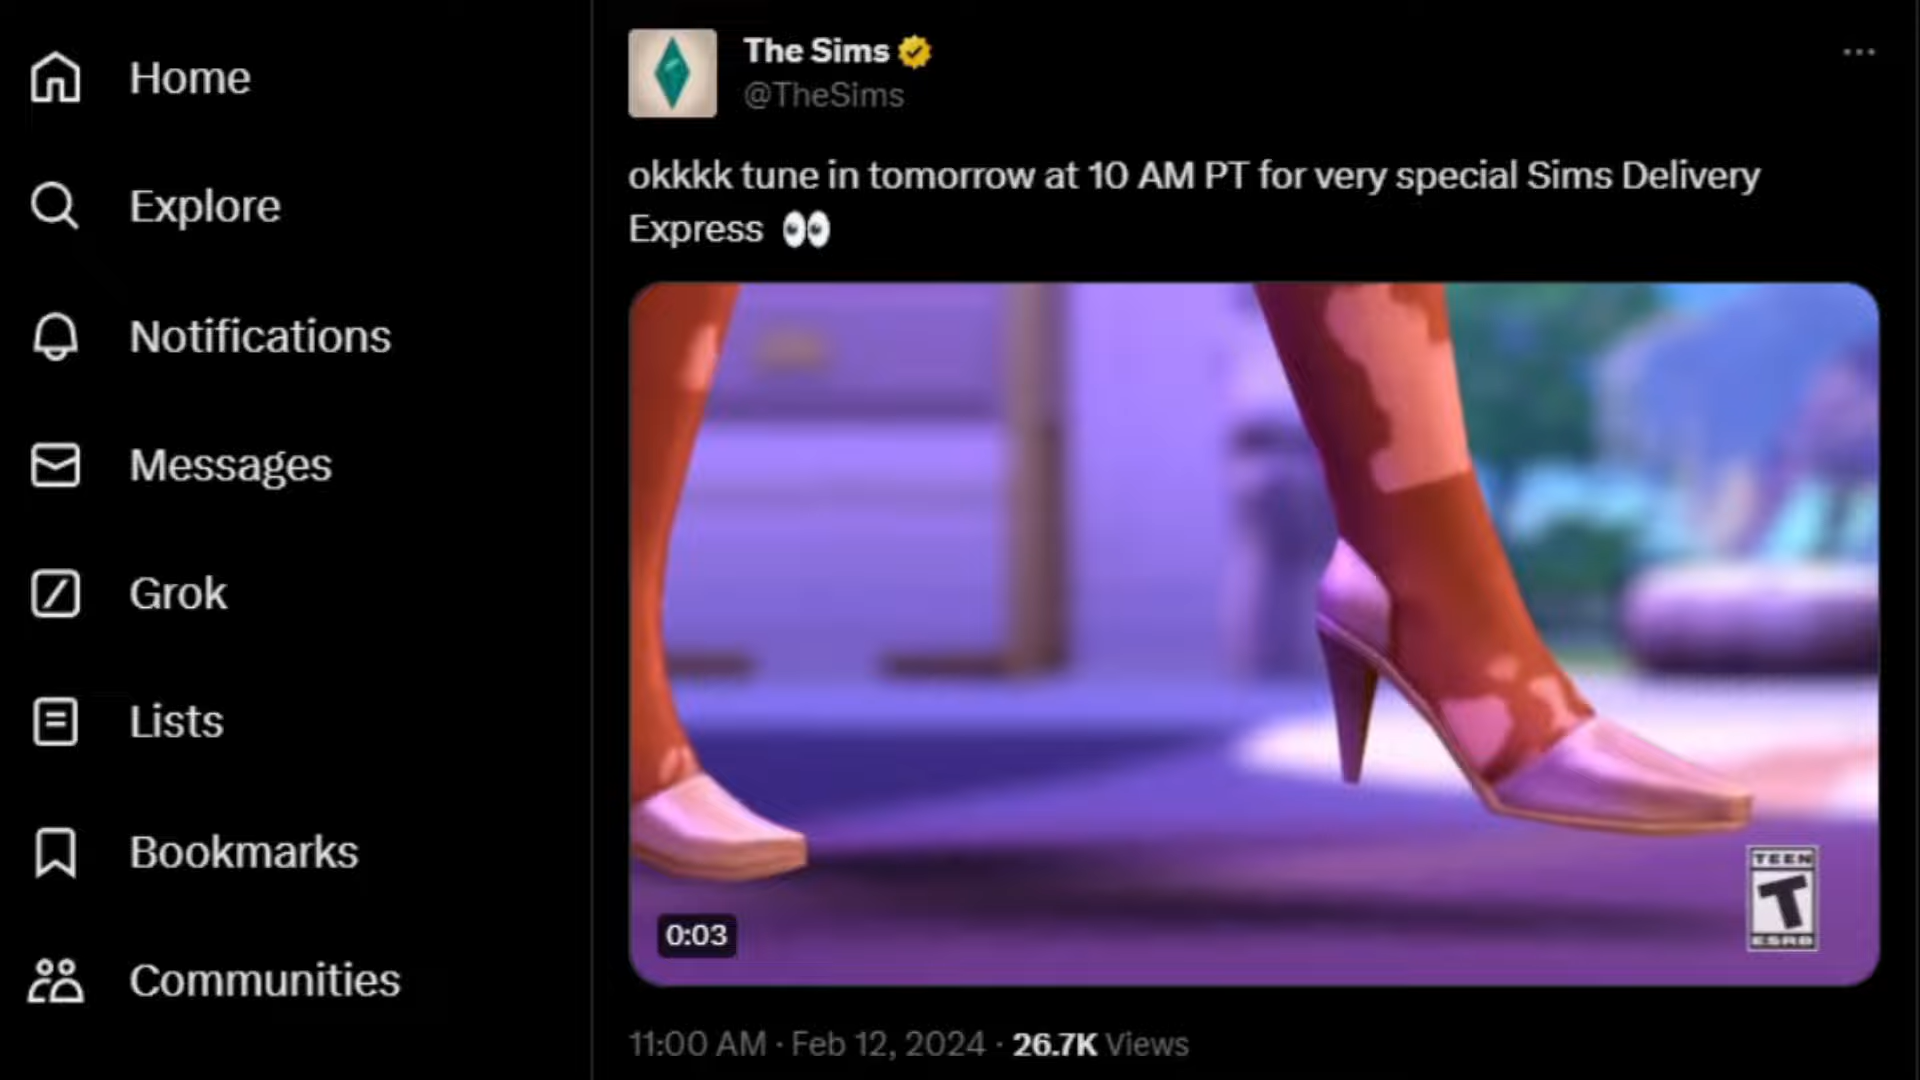 Home
Explore
Notifications
Messages
Grok
Lists
Bookmarks
Communities
The Sims
@TheSims
okkkk tune in tomorrow at 10 AM PT for very special Sims Delivery
Express 👀
0:03
TEEN
T
ESRB
11:00 AM · Feb 12, 2024 · 26.7K Views